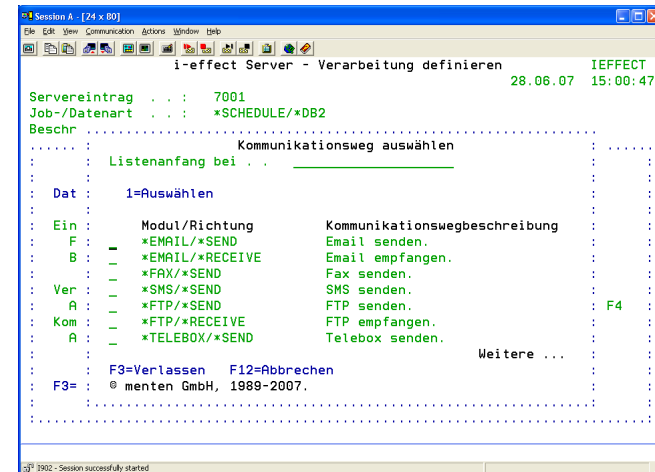 Session A - [24 x 80]
File Edit View Communication Actions Window Help
i-effect Server - Verarbeitung definieren IEFFECT
28.06.07 15:00:47
Servereintrag . . : 7001
Job-/Datenart . . : *SCHEDULE/*DB2
Beschr ..............................................................
...... : Kommunikationsweg auswählen : ......
: : Listenanfang bei . . : :
: : : :
: Dat : 1=Auswählen : :
: : : :
: Ein : Modul/Richtung Kommunikationswegbeschreibung : :
: F : _ *EMAIL/*SEND Email senden. : :
: B : _ *EMAIL/*RECEIVE Email empfangen. : :
: : _ *FAX/*SEND Fax senden. : :
: Ver : _ *SMS/*SEND SMS senden. : :
: A : _ *FTP/*SEND FTP senden. : F4 :
: Kom : _ *FTP/*RECEIVE FTP empfangen. : :
: A : _ *TELEBOX/*SEND Telebox senden. : :
: : Weitere ... : :
: : F3=Verlassen F12=Abbrechen : :
: F3= : © menten GmbH, 1989-2007. : :
: :..............................................................: :
:...........................................................................:
I902 - Session successfully started